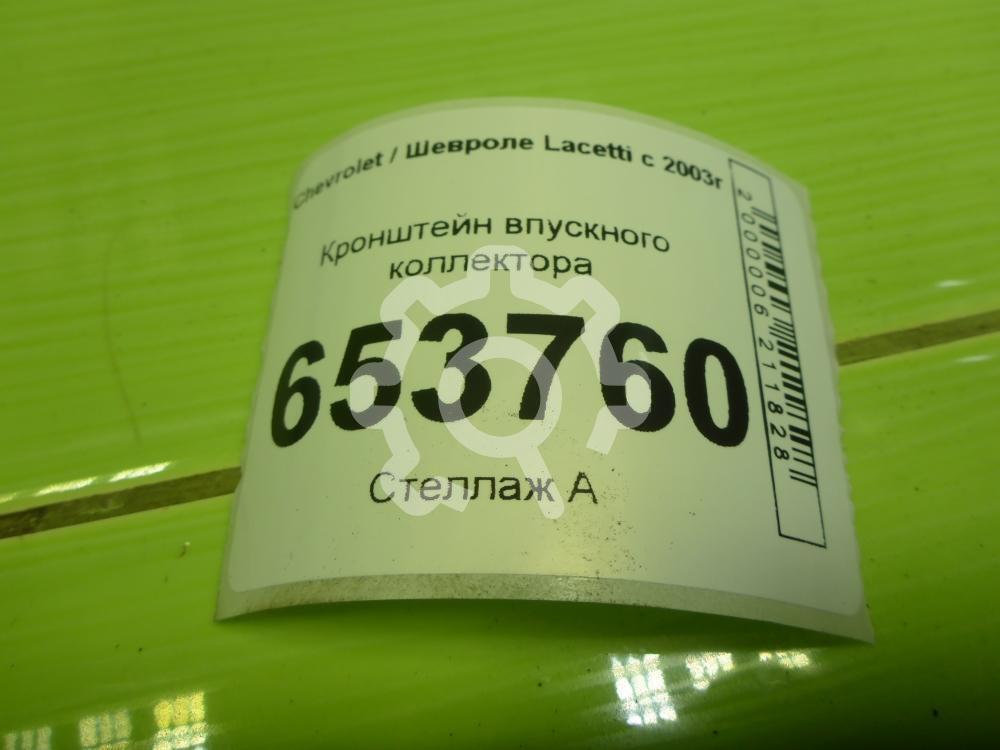 Chevrolet / Шевроле Lacetti с 2003г
Кронштейн впускного
коллектора
653760
Стеллаж А
2000006211828